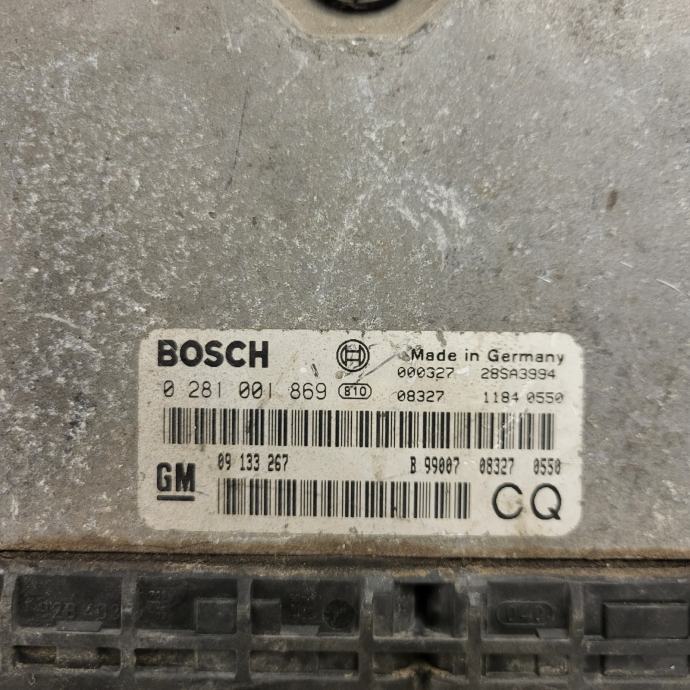 BOSCH Made in Germany
000327 28SA3994
0 281 001 869 B10 08327 1184 0550
GM 09 133 267 B 99007 08327 0550
CQ